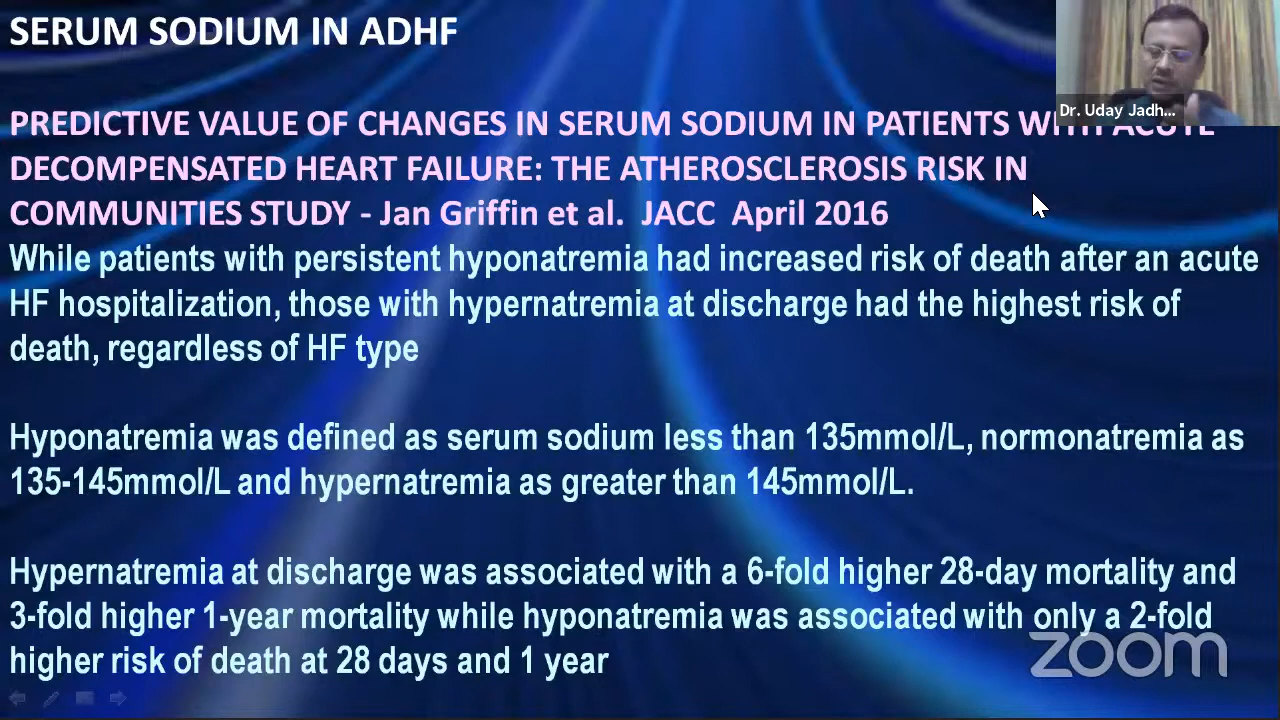 SERUM SODIUM IN ADHF
Dr. Uday Jadh...
PREDICTIVE VALUE OF CHANGES IN SERUM SODIUM IN PATIENTS WITH ACUTE
DECOMPENSATED HEART FAILURE: THE ATHEROSCLEROSIS RISK IN
COMMUNITIES STUDY - Jan Griffin et al. JACC April 2016
While patients with persistent hyponatremia had increased risk of death after an acute
HF hospitalization, those with hypernatremia at discharge had the highest risk of
death, regardless of HF type
Hyponatremia was defined as serum sodium less than 135mmol/L, normonatremia as
135-145mmol/L and hypernatremia as greater than 145mmol/L.
Hypernatremia at discharge was associated with a 6-fold higher 28-day mortality and
3-fold higher 1-year mortality while hyponatremia was associated with only a 2-fold
higher risk of death at 28 days and 1 year
zoom